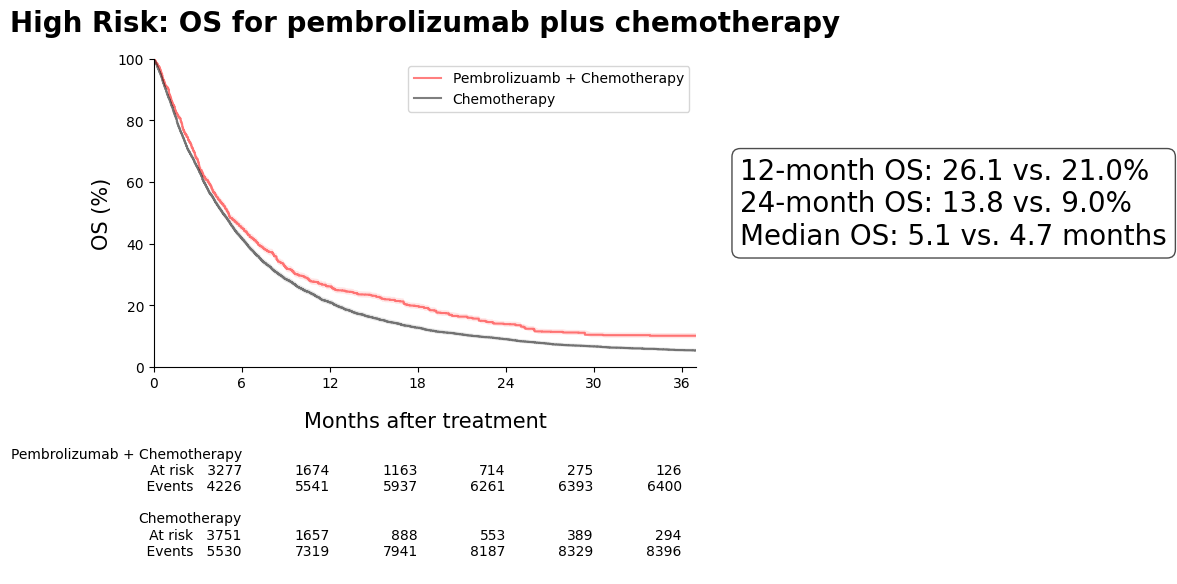 High Risk: OS for pembrolizumab plus chemotherapy
100
80
60
40
20
0
OS (%)
Pembrolizuamb + Chemotherapy
Chemotherapy
12-month OS: 26.1 vs. 21.0%
24-month OS: 13.8 vs. 9.0%
Median OS: 5.1 vs. 4.7 months
0 6 12 18 24 30 36
Months after treatment
Pembrolizumab + Chemotherapy
At risk 3277 1674 1163 714 275 126
Events 4226 5541 5937 6261 6393 6400
Chemotherapy
At risk 3751 1657 888 553 389 294
Events 5530 7319 7941 8187 8329 8396